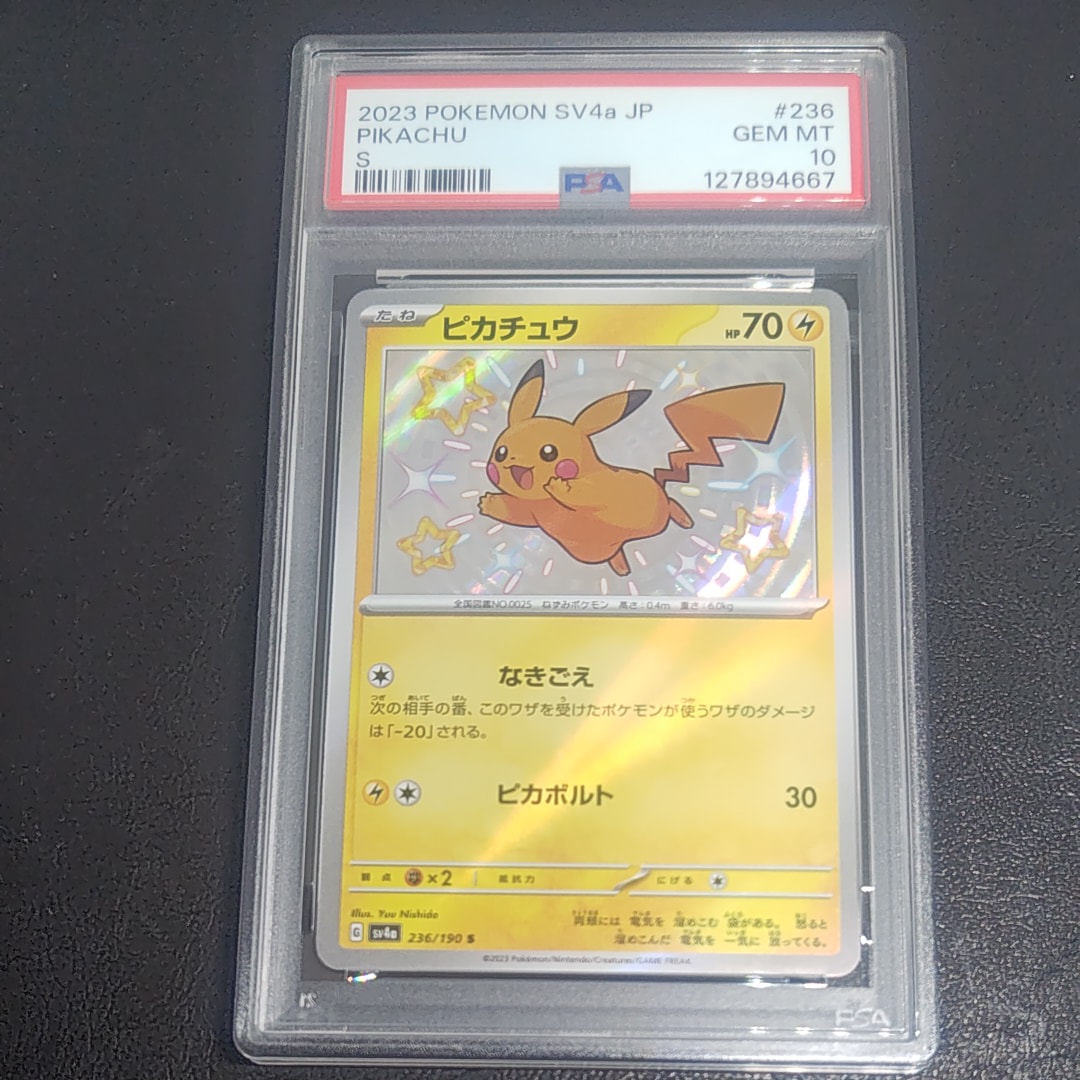 2023 POKEMON SV4a JP #236
PIKACHU GEM MT
S 10
PSA 127894667
たね ピカチュウ HP 70
全国図鑑NO.0025 ねずみポケモン 高さ:0.4m 重さ:6.0kg
なきごえ
次の相手の番、このワザを受けたポケモンが使うワザのダメージ
は「-20」される。
ピカボルト 30
弱点 ×2 抵抗力 にげる
Illus. Yuu Nishida
両頬には 電気を 溜めこむ 袋がある。 怒ると
G SV4a 236/190 S 溜めこんだ 電気を 一気に 放ってくる。
©2023 Pokémon/Nintendo/Creatures/GAME FREAK
PSA